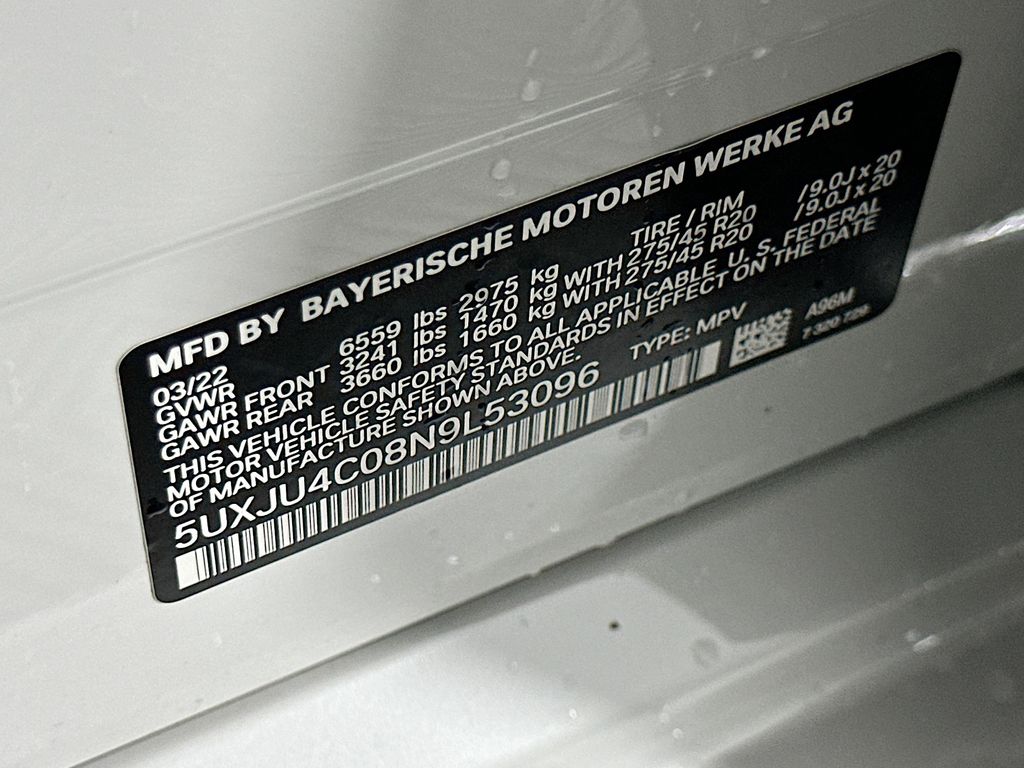 MFD BY BAYERISCHE MOTOREN WERKE AG
03/22 TIRE / RIM
GVWR 6559 lbs 2975 kg
GAWR FRONT 3241 lbs 1470 kg WITH 275/45 R20 /9.0J x 20
GAWR REAR 3660 lbs 1660 kg WITH 275/45 R20 /9.0J x 20
THIS VEHICLE CONFORMS TO ALL APPLICABLE U. S. FEDERAL
MOTOR VEHICLE SAFETY STANDARDS IN EFFECT ON THE DATE
OF MANUFACTURE SHOWN ABOVE.
5UXJU4C08N9L53096 TYPE: MPV
A96M
7 320 729